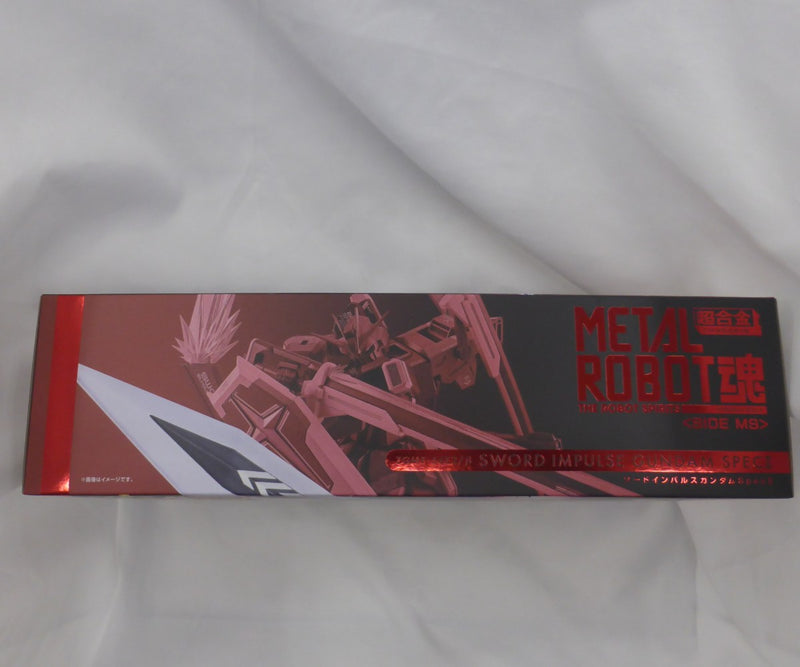 超合金
METAL
ROBOT魂
THE ROBOT SPIRITS
<SIDE MS>
SWORD IMPULSE GUNDAM SPEC Ⅱ
ソードインパルスガンダムSpecⅡ
※画像はイメージです。